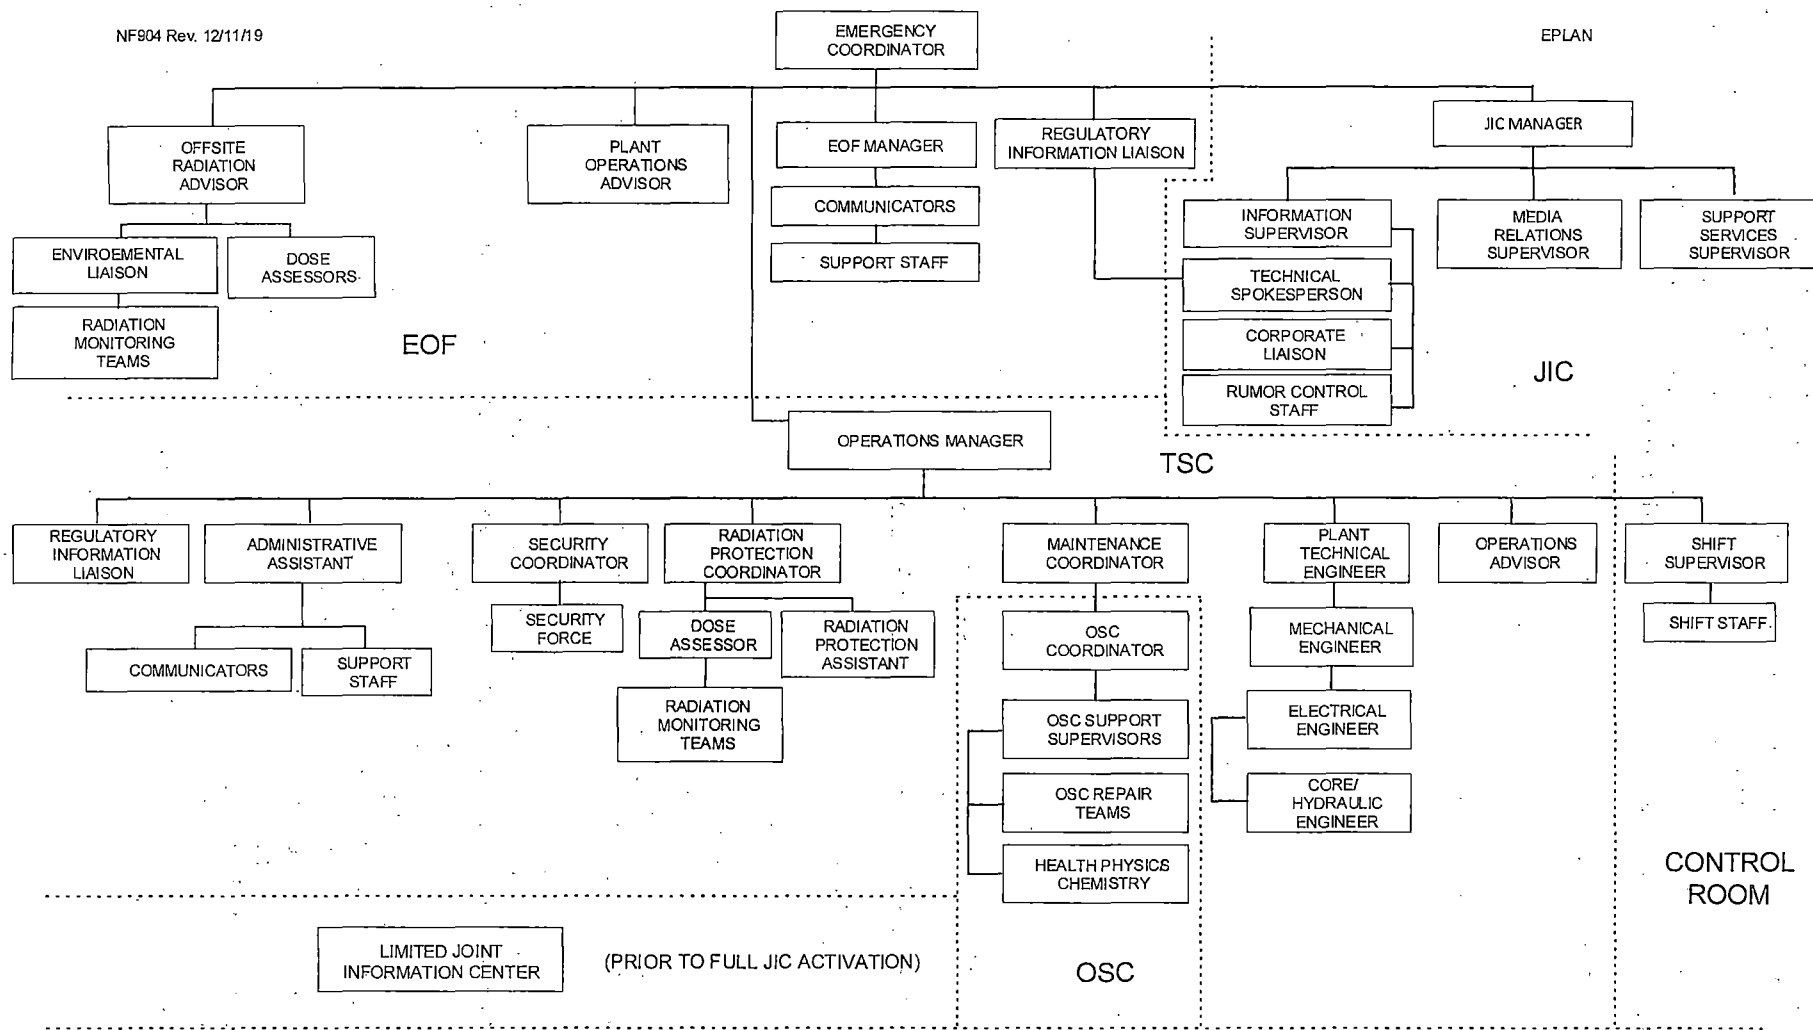 NF904 Rev. 12/11/19
EPLAN
EMERGENCY
COORDINATOR
OFFSITE
RADIATION
ADVISOR
PLANT
OPERATIONS
ADVISOR
EOF MANAGER
REGULATORY
INFORMATION LIAISON
JIC MANAGER
COMMUNICATORS
SUPPORT STAFF
ENVIROEMENTAL
LIAISON
DOSE
ASSESSORS
RADIATION
MONITORING
TEAMS
EOF
INFORMATION
SUPERVISOR
MEDIA
RELATIONS
SUPERVISOR
SUPPORT
SERVICES
SUPERVISOR
TECHNICAL
SPOKESPERSON
CORPORATE
LIAISON
RUMOR CONTROL
STAFF
JIC
OPERATIONS MANAGER
TSC
REGULATORY
INFORMATION
LIAISON
ADMINISTRATIVE
ASSISTANT
SECURITY
COORDINATOR
RADIATION
PROTECTION
COORDINATOR
MAINTENANCE
COORDINATOR
PLANT
TECHNICAL
ENGINEER
OPERATIONS
ADVISOR
SHIFT
SUPERVISOR
COMMUNICATORS
SUPPORT
STAFF
SECURITY
FORCE
DOSE
ASSESSOR
RADIATION
PROTECTION
ASSISTANT
RADIATION
MONITORING
TEAMS
OSC
COORDINATOR
MECHANICAL
ENGINEER
SHIFT STAFF
OSC SUPPORT
SUPERVISORS
ELECTRICAL
ENGINEER
OSC REPAIR
TEAMS
CORE/
HYDRAULIC
ENGINEER
HEALTH PHYSICS
CHEMISTRY
CONTROL
ROOM
LIMITED JOINT
INFORMATION CENTER
(PRIOR TO FULL JIC ACTIVATION)
OSC